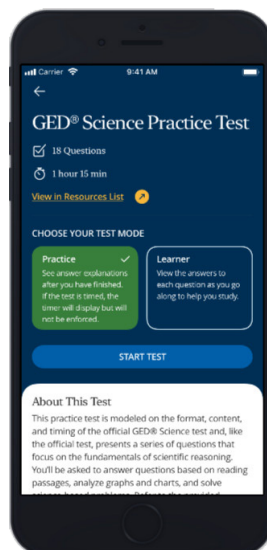 Carrier 9:41 AM
GED® Science Practice Test
18 Questions
1 hour 15 min
View in Resources List
CHOOSE YOUR TEST MODE
Practice
See answer explanations
after you have finished.
If the test is timed, the
timer will display but will
not be enforced.
Learner
View the answers to
each question as you go
along to help you study.
START TEST
About This Test
This practice test is modeled on the format, content,
and timing of the official GED® Science test and, like
the official test, presents a series of questions that
focus on the fundamentals of scientific reasoning.
You'll be asked to answer questions based on reading
passages, analyze graphs and charts, and solve